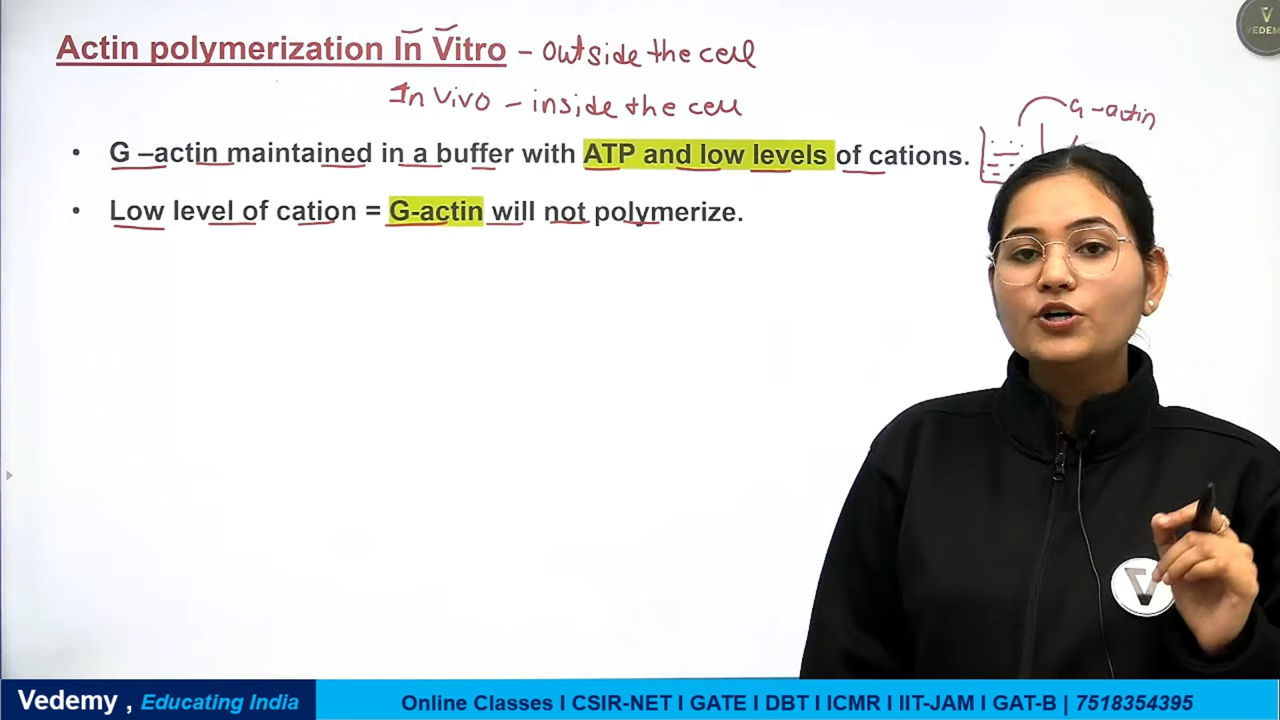 Actin polymerization In Vitro - outside the cell
In Vivo - inside the cell
G-actin
• G –actin maintained in a buffer with ATP and low levels of cations.
• Low level of cation = G-actin will not polymerize.
V
VEDEM
V
Vedemy , Educating India
Online Classes I CSIR-NET I GATE I DBT I ICMR I IIT-JAM I GAT-B | 7518354395